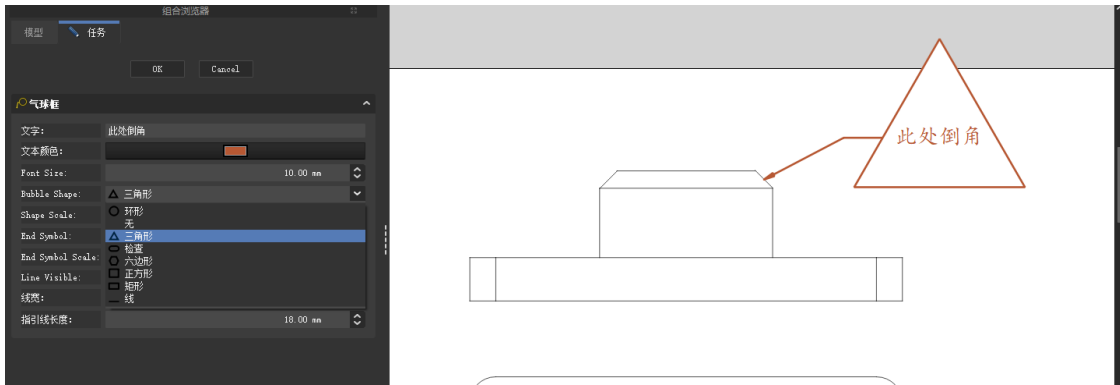 组合浏览器
模型
任务
OK
Cancel
气球框
文字:
此处倒角
文本颜色:
Font Size:
10.00 mm
Bubble Shape:
三角形
Shape Scale:
环形
无
End Symbol:
三角形
检查
End Symbol Scale:
六边形
正方形
Line Visible:
矩形
线宽:
线
指引线长度:
18.00 mm
此处倒角